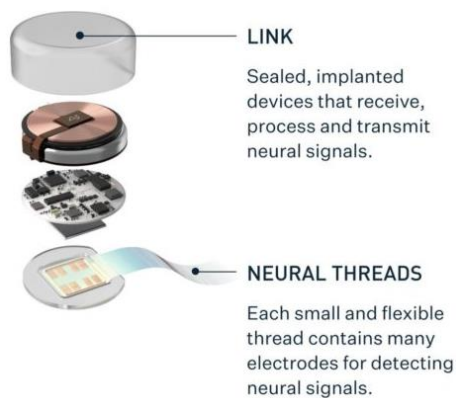 LINK
Sealed, implanted
devices that receive,
process and transmit
neural signals.
NEURAL THREADS
Each small and flexible
thread contains many
electrodes for detecting
neural signals.